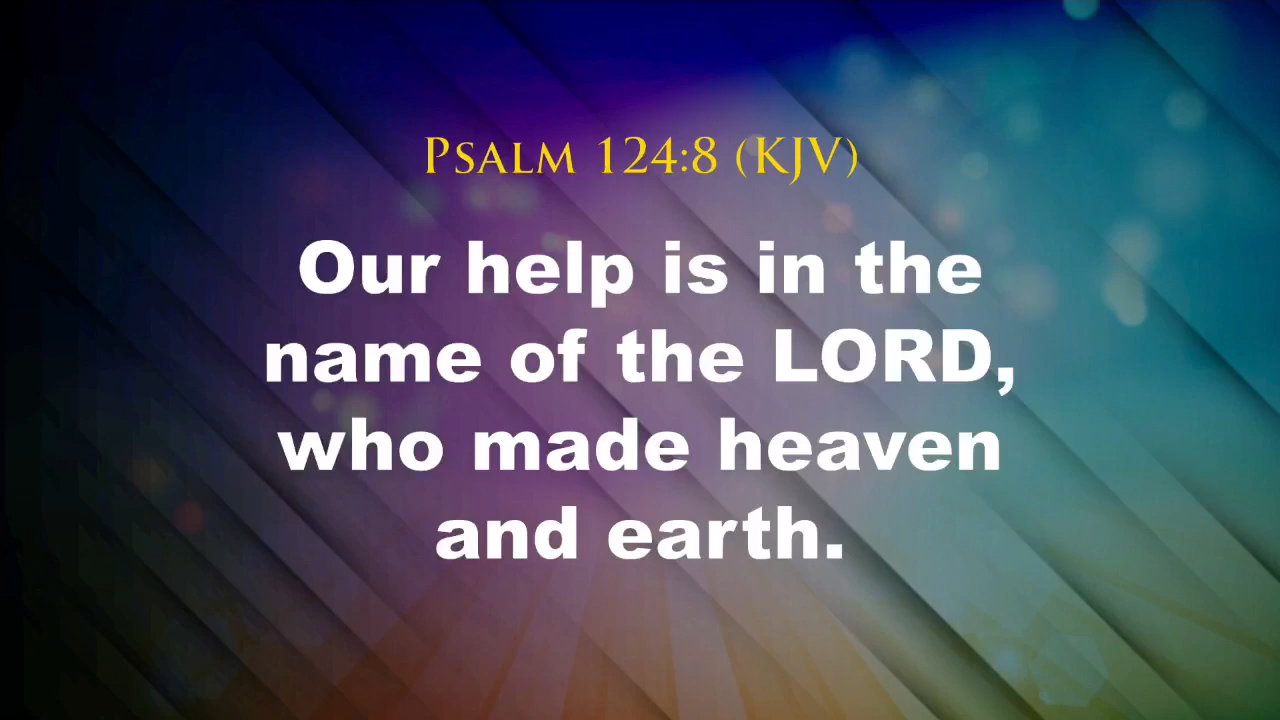 Psalm 124:8 (KJV)
Our help is in the
name of the LORD,
who made heaven
and earth.